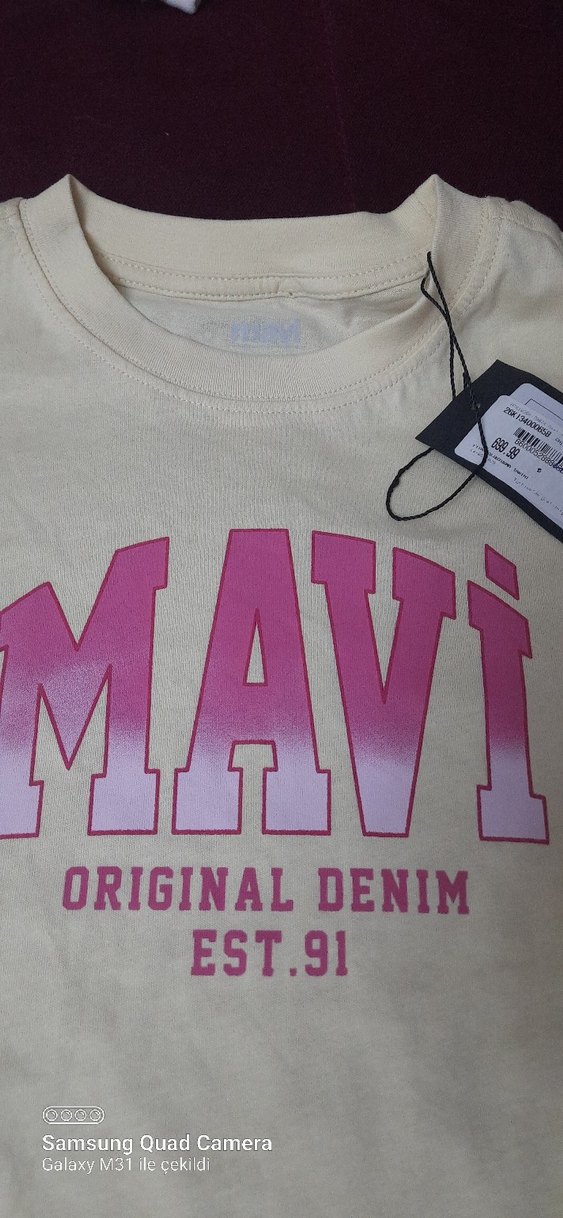 699.99
MAVİ
ORIGINAL DENIM
EST.91
Samsung Quad Camera
Galaxy M31 ile çekildi